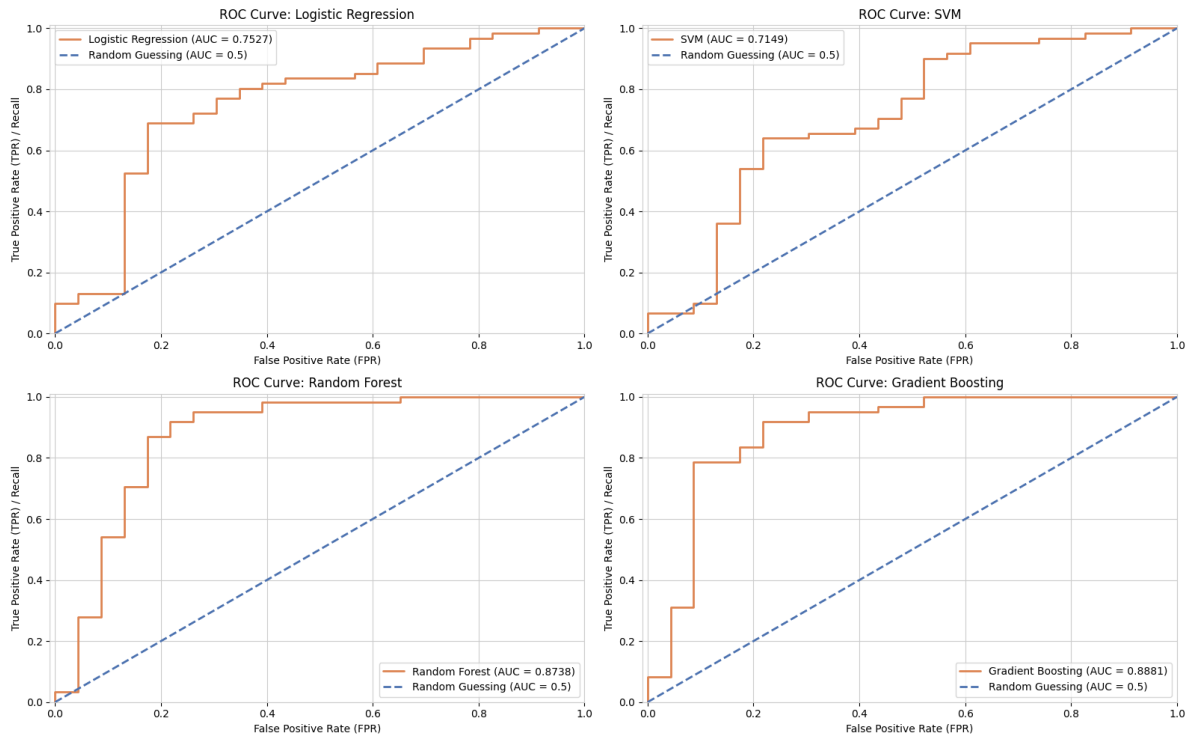 ROC Curve: Logistic Regression
Logistic Regression (AUC = 0.7527)
Random Guessing (AUC = 0.5)
True Positive Rate (TPR) / Recall
1.0
0.8
0.6
0.4
0.2
0.0
0.0 0.2 0.4 0.6 0.8 1.0
False Positive Rate (FPR)
ROC Curve: SVM
SVM (AUC = 0.7149)
Random Guessing (AUC = 0.5)
True Positive Rate (TPR) / Recall
1.0
0.8
0.6
0.4
0.2
0.0
0.0 0.2 0.4 0.6 0.8 1.0
False Positive Rate (FPR)
ROC Curve: Random Forest
True Positive Rate (TPR) / Recall
1.0
0.8
0.6
0.4
0.2
0.0
Random Forest (AUC = 0.8738)
Random Guessing (AUC = 0.5)
0.0 0.2 0.4 0.6 0.8 1.0
False Positive Rate (FPR)
ROC Curve: Gradient Boosting
True Positive Rate (TPR) / Recall
1.0
0.8
0.6
0.4
0.2
0.0
Gradient Boosting (AUC = 0.8881)
Random Guessing (AUC = 0.5)
0.0 0.2 0.4 0.6 0.8 1.0
False Positive Rate (FPR)